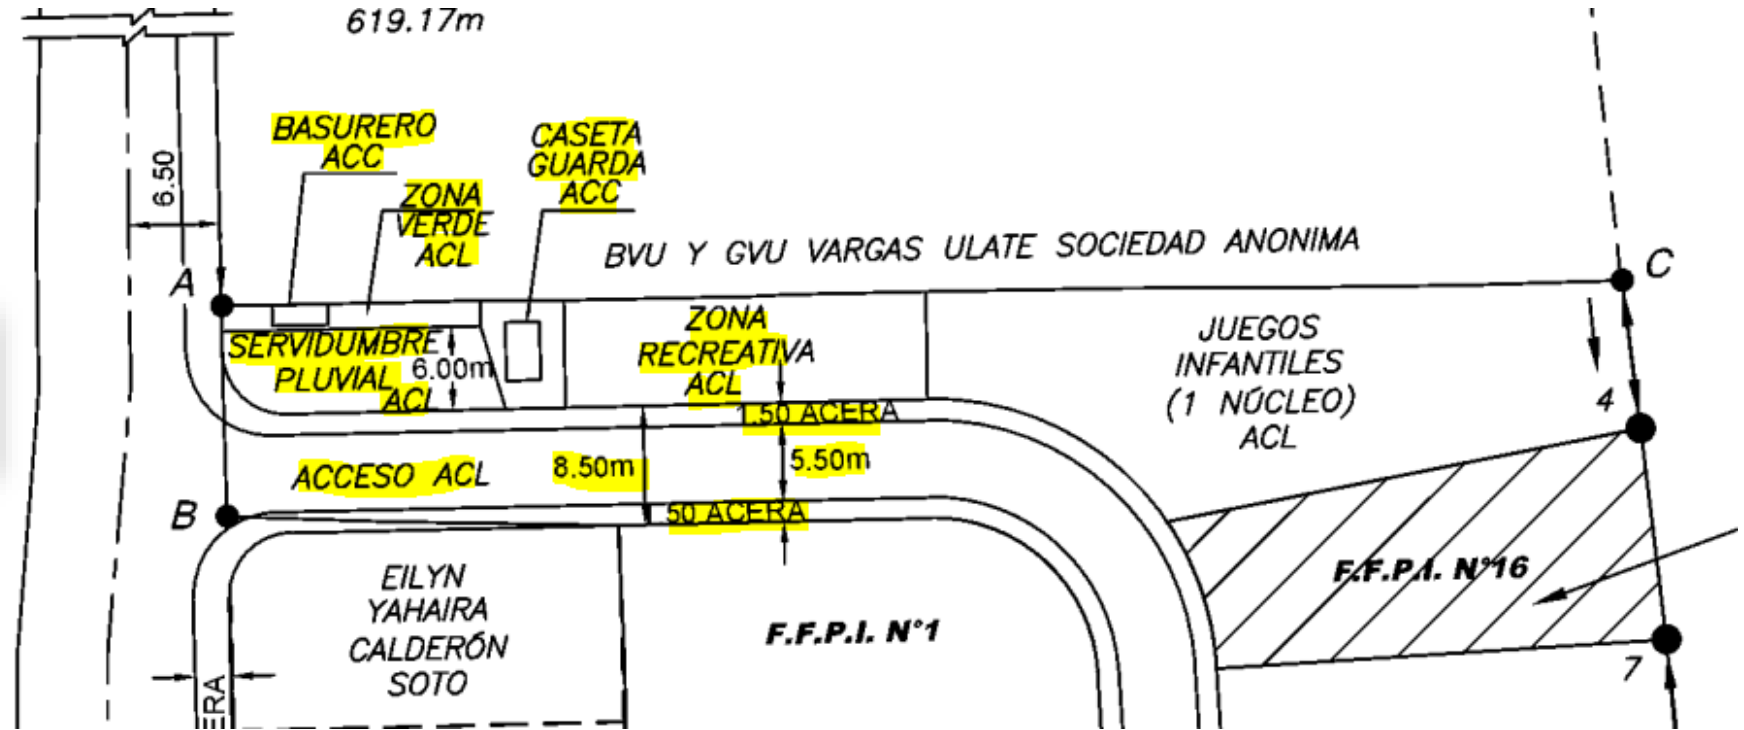 619.17m
BASURERO
ACC
CASETA
GUARDA
ACC
6.50
ZONA
VERDE
ACL
BVU Y GVU VARGAS ULATE SOCIEDAD ANONIMA
C
A
ZONA
RECREATIVA
ACL
JUEGOS
INFANTILES
(1 NÚCLEO)
ACL
SERVIDUMBRE
PLUVIAL
ACL
6.00m
4
1.50 ACERA
ACCESO ACL
8.50m
5.50m
B
50 ACERA
EILYN
YAHAIRA
CALDERÓN
SOTO
F.F.P.I. N°1
F.F.P.I. N°16
7
ERA